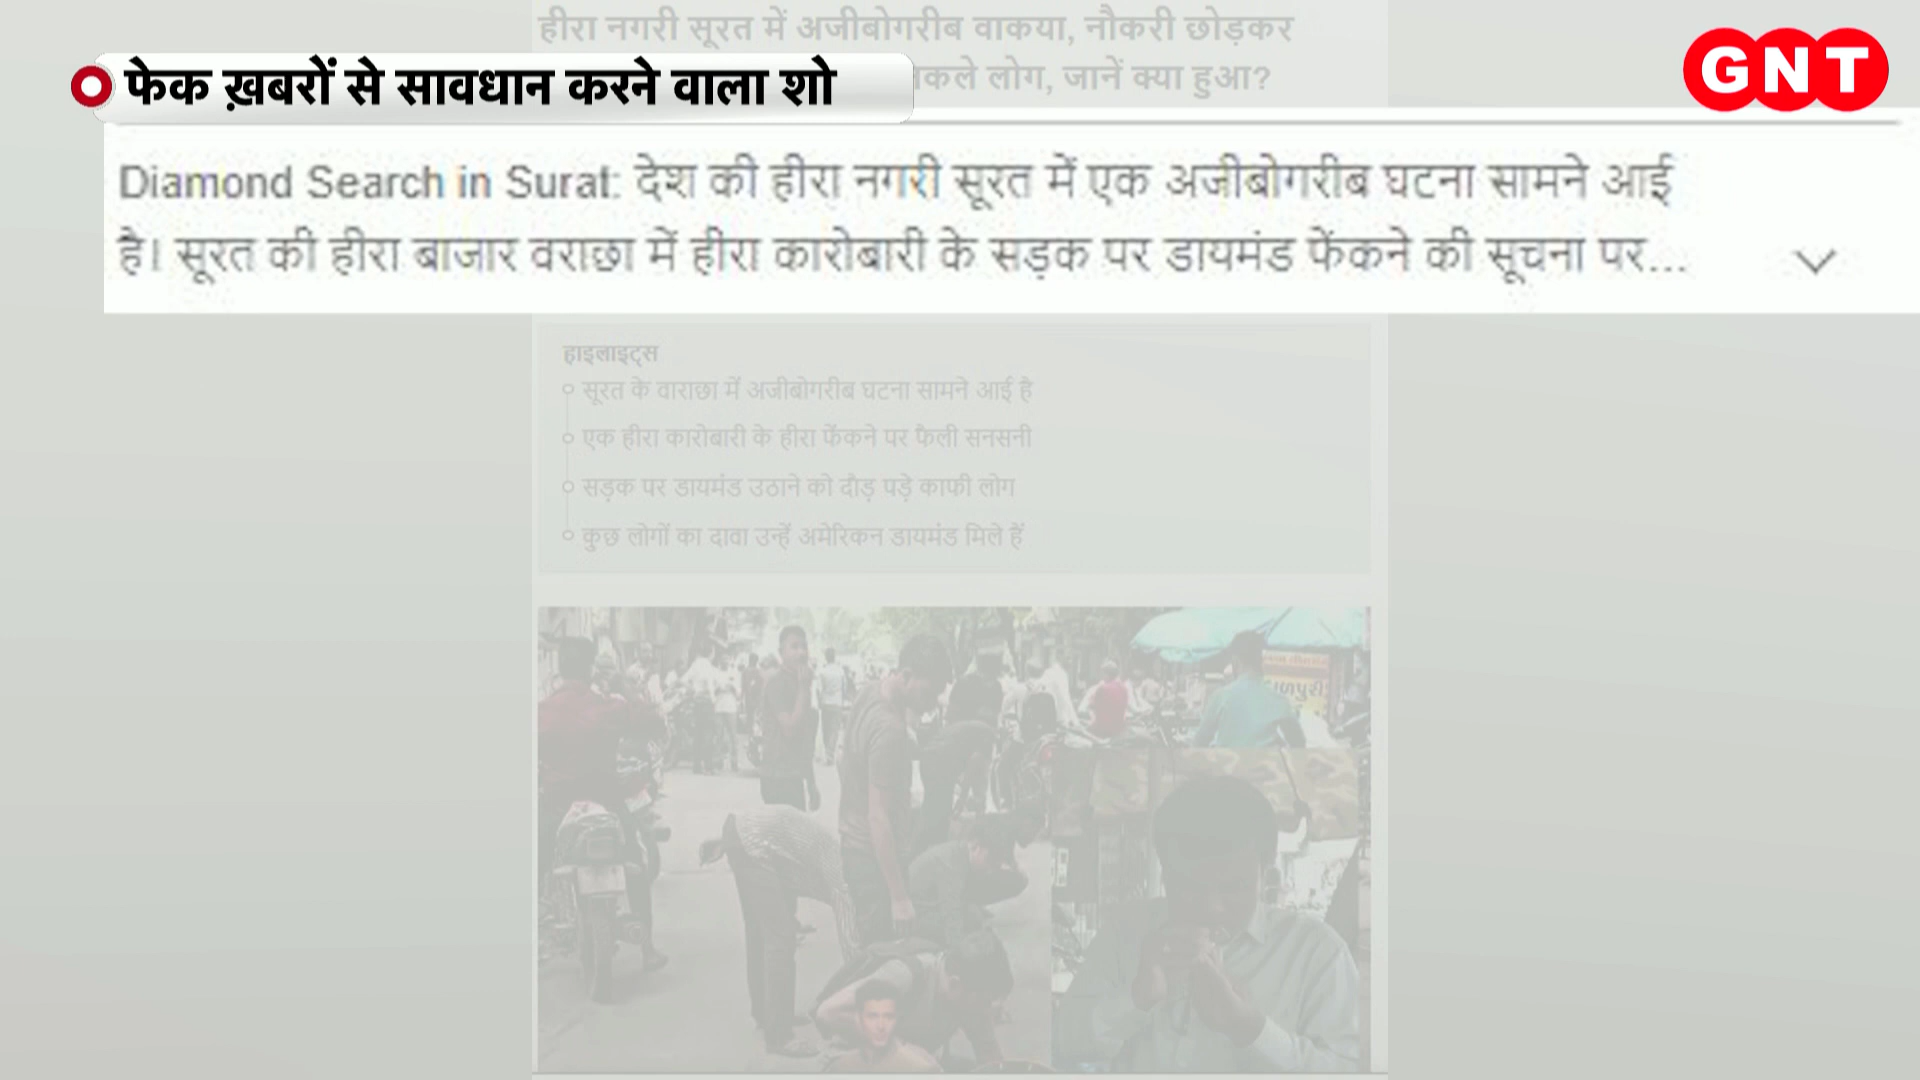 हीरा नगरी सूरत में अजीबोगरीब वाकया, नौकरी छोड़कर
लोग, जानें क्या हुआ?
फेक ख़बरों से सावधान करने वाला शो
GNT
Diamond Search in Surat: देश की हीरा नगरी सूरत में एक अजीबोगरीब घटना सामने आई
है। सूरत की हीरा बाजार वराछा में हीरा कारोबारी के सड़क पर डायमंड फेंकने की सूचना पर...
हाइलाइट्स
सूरत के वाराछा में अजीबोगरीब घटना सामने आई है
एक हीरा कारोबारी के हीरा फेंकने पर फैली सनसनी
सड़क पर डायमंड उठाने को दौड़ पड़े काफी लोग
कुछ लोगों का दावा उन्हें अमेरिकन डायमंड मिले हैं